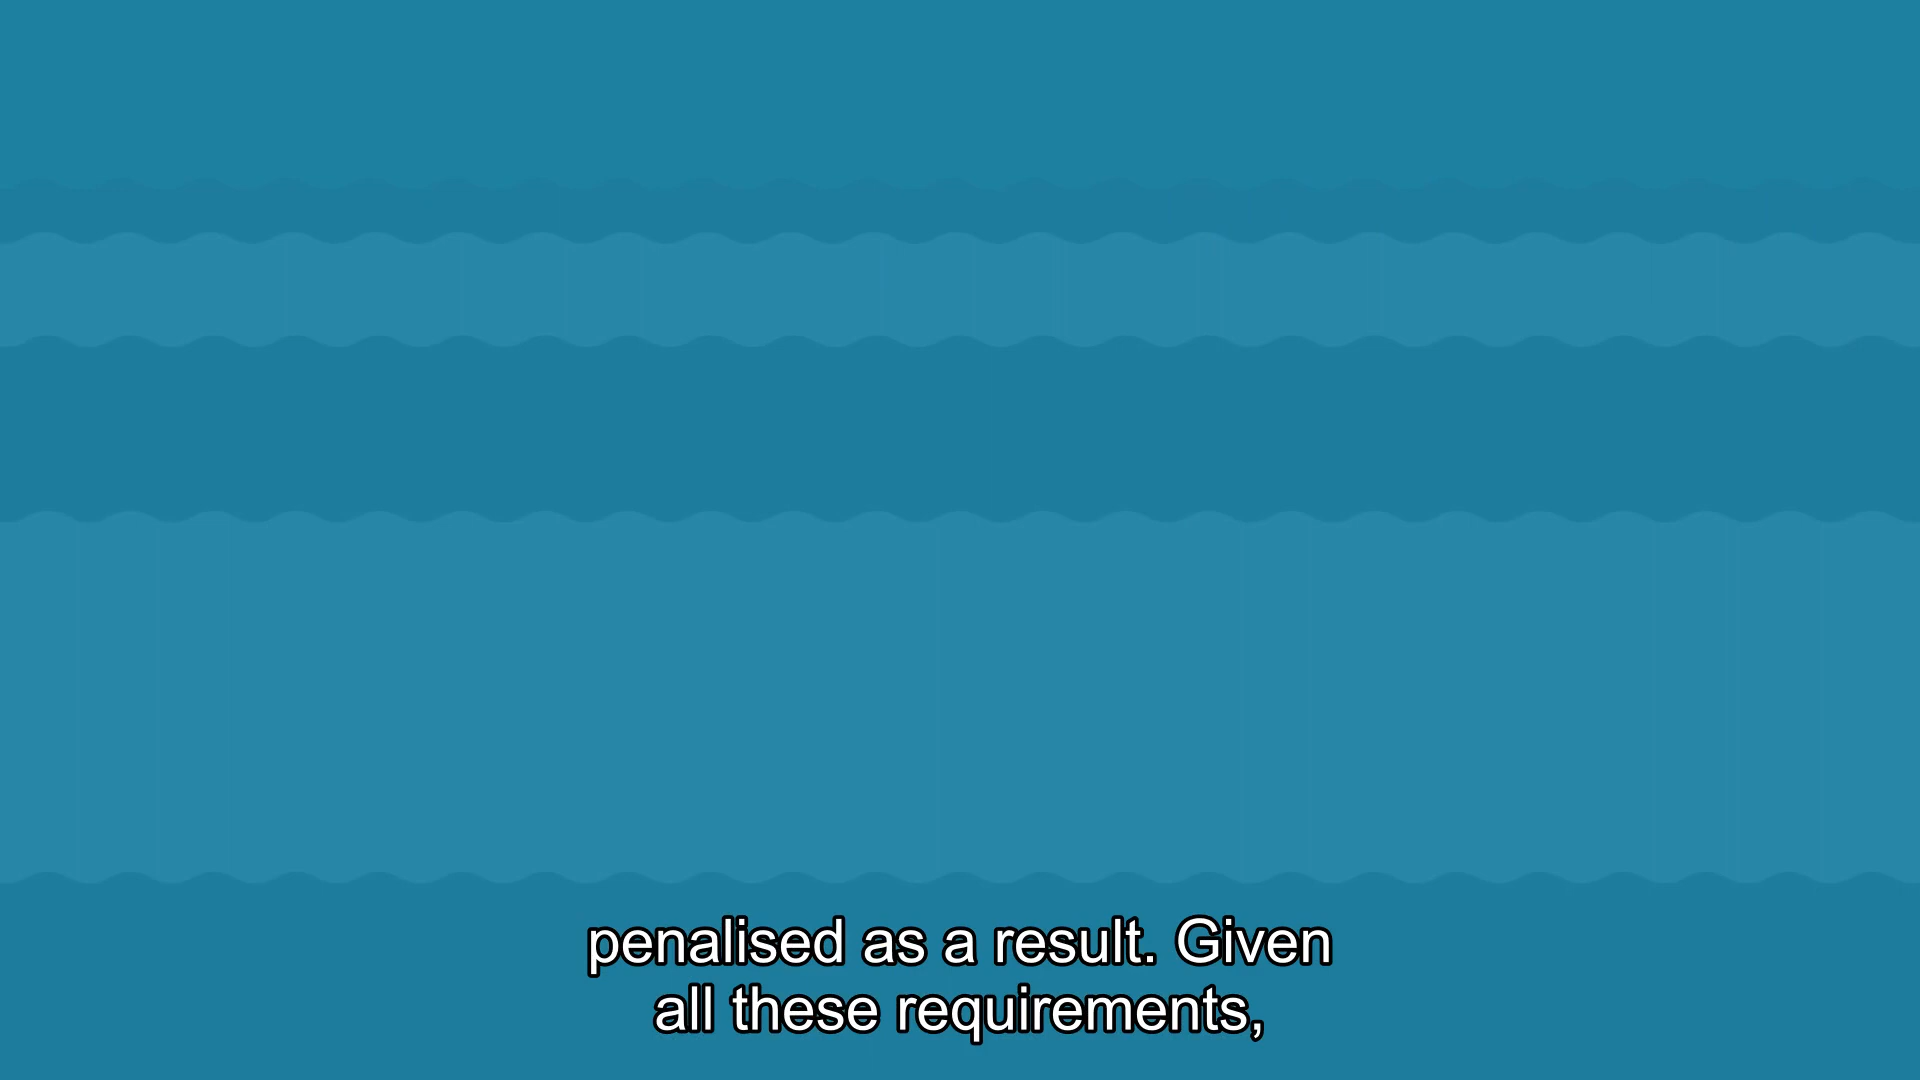 penalised as a result. Given
all these requirements,